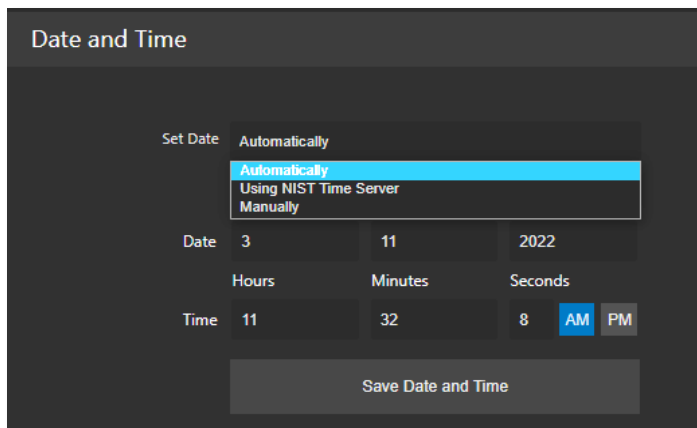 Date and Time
Set Date Automatically
Automatically
Using NIST Time Server
Manually
Date 3 11 2022
Hours Minutes Seconds
Time 11 32 8 AM PM
Save Date and Time